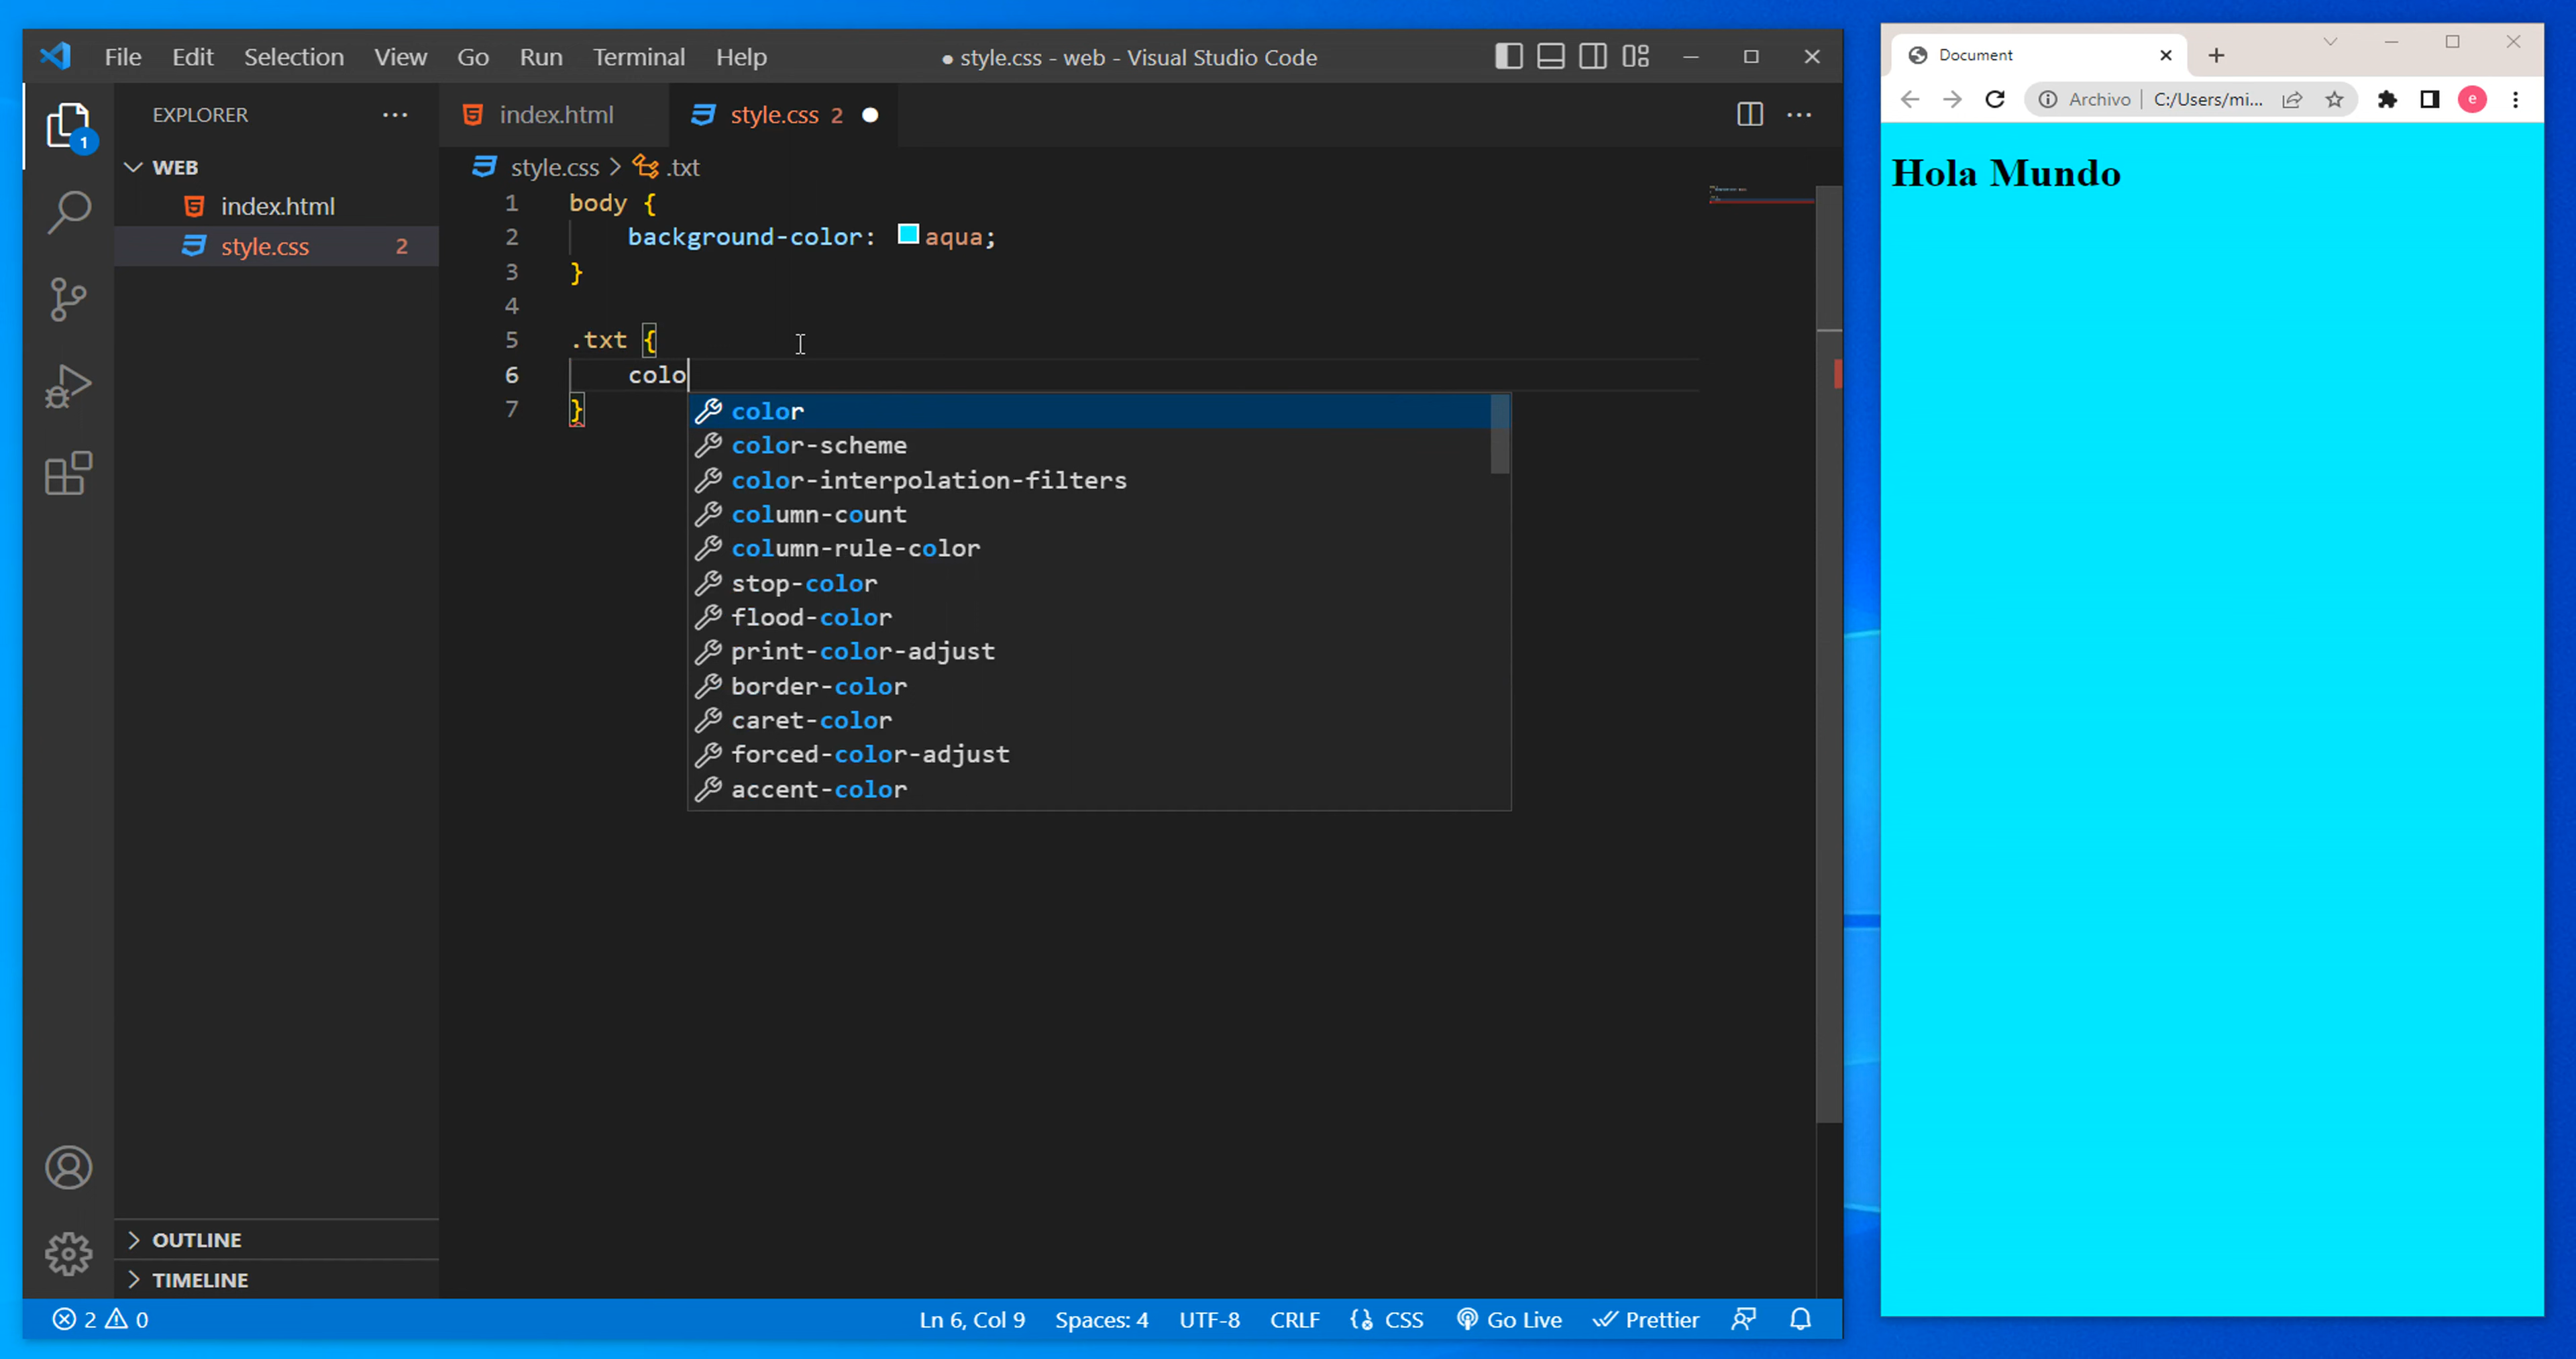 File Edit Selection View Go Run Terminal Help
● style.css - web - Visual Studio Code
EXPLORER
1
WEB
index.html
style.css 2
OUTLINE
TIMELINE
index.html
style.css 2
style.css > .txt
1 body {
2 background-color: aqua;
3 }
4
5 .txt {
6 colo
7 }
color
color-scheme
color-interpolation-filters
column-count
column-rule-color
stop-color
flood-color
print-color-adjust
border-color
caret-color
forced-color-adjust
accent-color
2 0
Ln 6, Col 9 Spaces: 4 UTF-8 CRLF CSS Go Live Prettier
Document
Archivo C:/Users/mi...
e
Hola Mundo